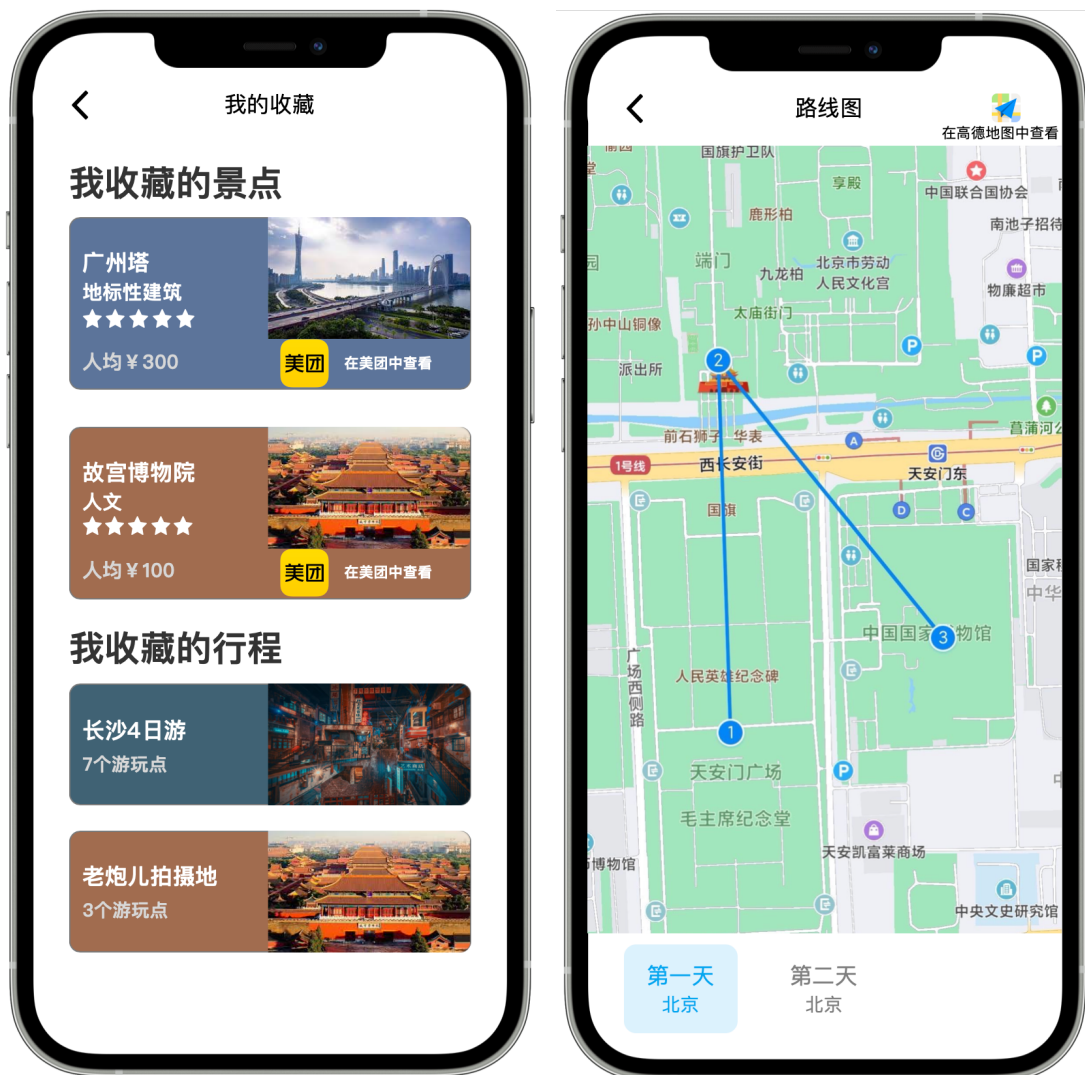 我的收藏
我收藏的景点
广州塔
地标性建筑
人均¥300
美团
在美团中查看
故宫博物院
人文
人均¥100
美团
在美团中查看
我收藏的行程
长沙4日游
7个游玩点
老炮儿拍摄地
3个游玩点
路线图
在高德地图中查看
国旗护卫队
堂
享殿
中国联合国协会
鹿形柏
南池子招待
园
端门
九龙柏
北京市劳动
人民文化宫
物廉超市
太庙街门
孙中山铜像
P
2
P
派出所
前石狮子
华表
A
菖蒲河公
1号线
西长安街
天安门东
国旗
D
C
国家
中华
中国国家
3
物馆
广场西侧路
人民英雄纪念碑
1
天安门广场
P
毛主席纪念堂
天安凯富莱商场
博物馆
中央文史研究馆
第一天
北京
第二天
北京